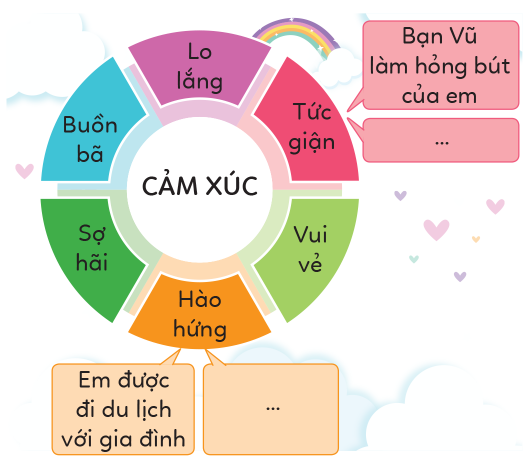 Lo
lắng
Bạn Vũ
làm hỏng bút
của em
Tức
giận
...
Buồn
bã
CẢM XÚC
Sợ
hãi
Vui
vẻ
Hào
hứng
Em được
đi du lịch
với gia đình
...